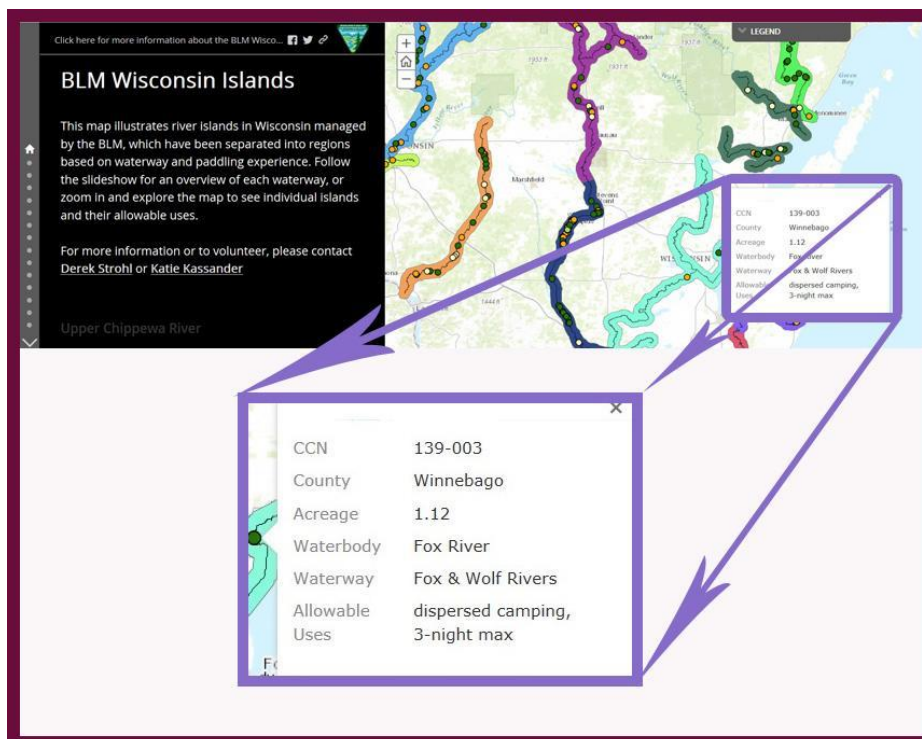 Click here for more information about the BLM Wisco...
LEGEND
BLM Wisconsin Islands
This map illustrates river islands in Wisconsin managed
by the BLM, which have been separated into regions
based on waterway and paddling experience. Follow
the slideshow for an overview of each waterway, or
zoom in and explore the map to see individual islands
and their allowable uses.
For more information or to volunteer, please contact
Derek Strohl or Katie Kassander
Upper Chippewa River
Marshfield
CCN 139-003
County Winnebago
Acreage 1.12
Waterbody Fox River
Waterway Fox & Wolf Rivers
Allowable dispersed camping,
Uses 3-night max
CCN 139-003
County Winnebago
Acreage 1.12
Waterbody Fox River
Waterway Fox & Wolf Rivers
Allowable dispersed camping,
Uses 3-night max